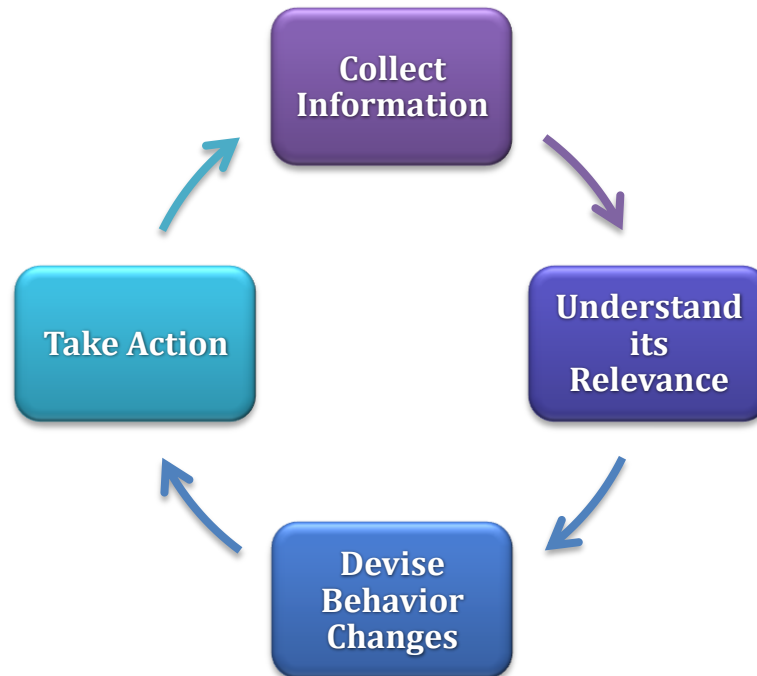 Collect
Information
Understand
its
Relevance
Devise
Behavior
Changes
Take Action